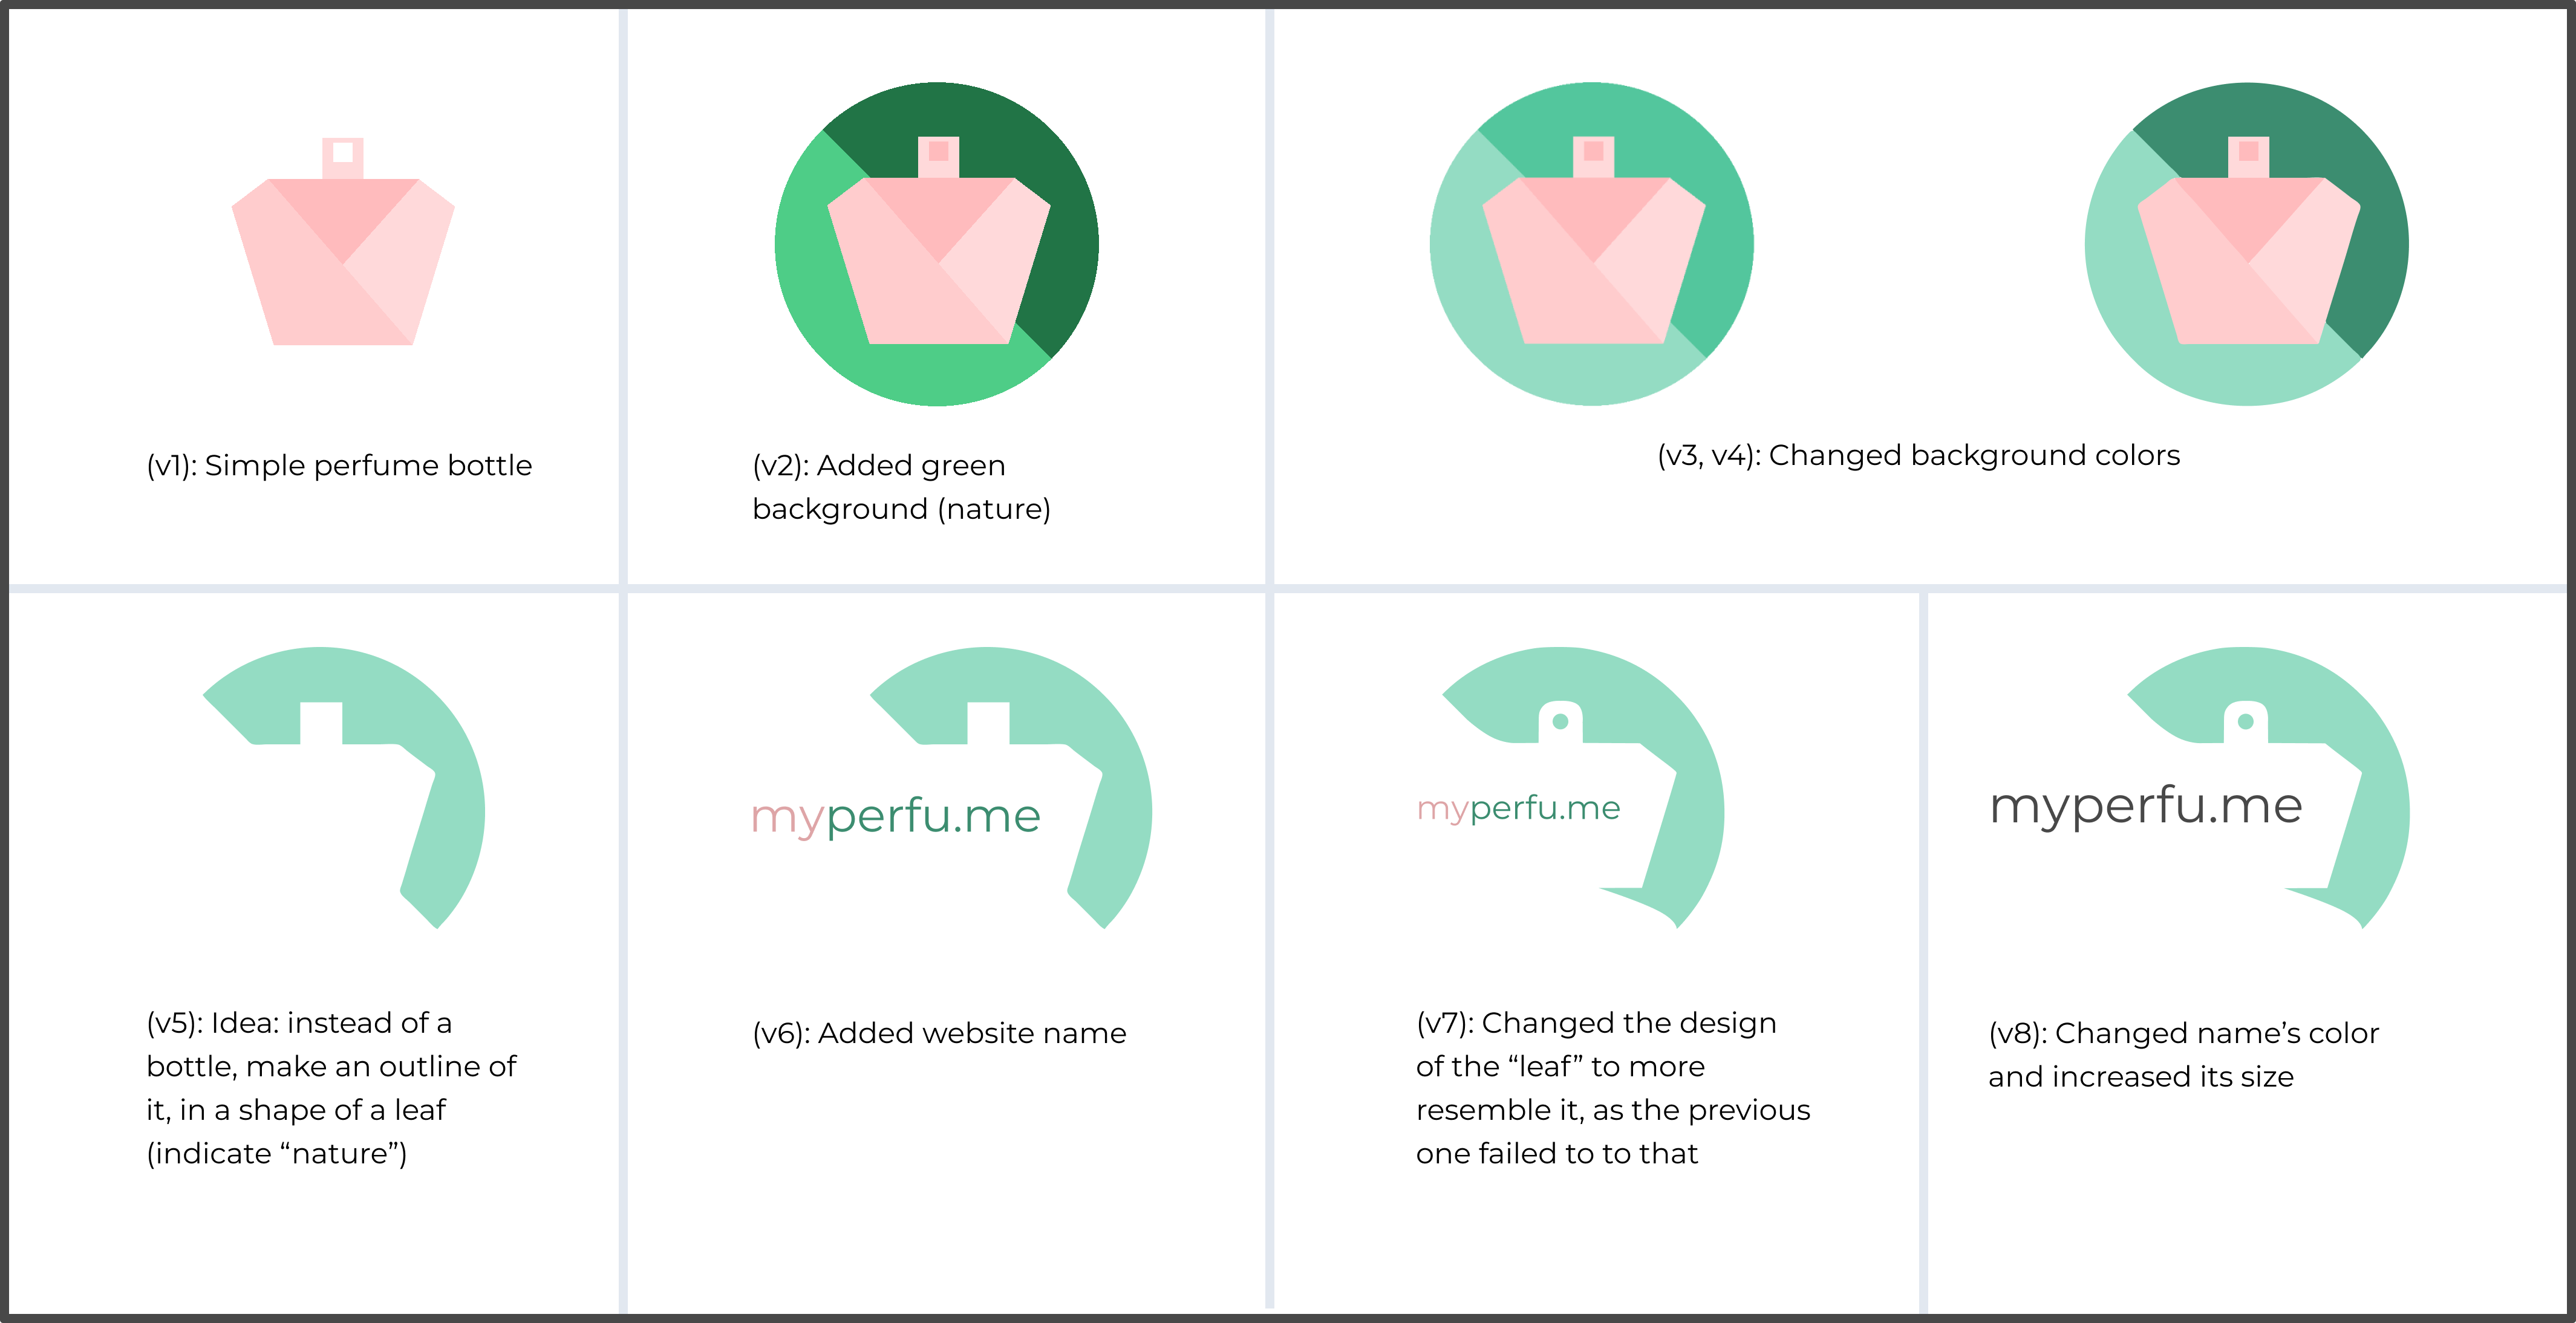 (v1): Simple perfume bottle
(v2): Added green
background (nature)
(v3, v4): Changed background colors
(v5): Idea: instead of a
bottle, make an outline of
it, in a shape of a leaf
(indicate “nature”)
myperfu.me
(v6): Added website name
myperfu.me
(v7): Changed the design
of the “leaf” to more
resemble it, as the previous
one failed to to that
myperfu.me
(v8): Changed name’s color
and increased its size